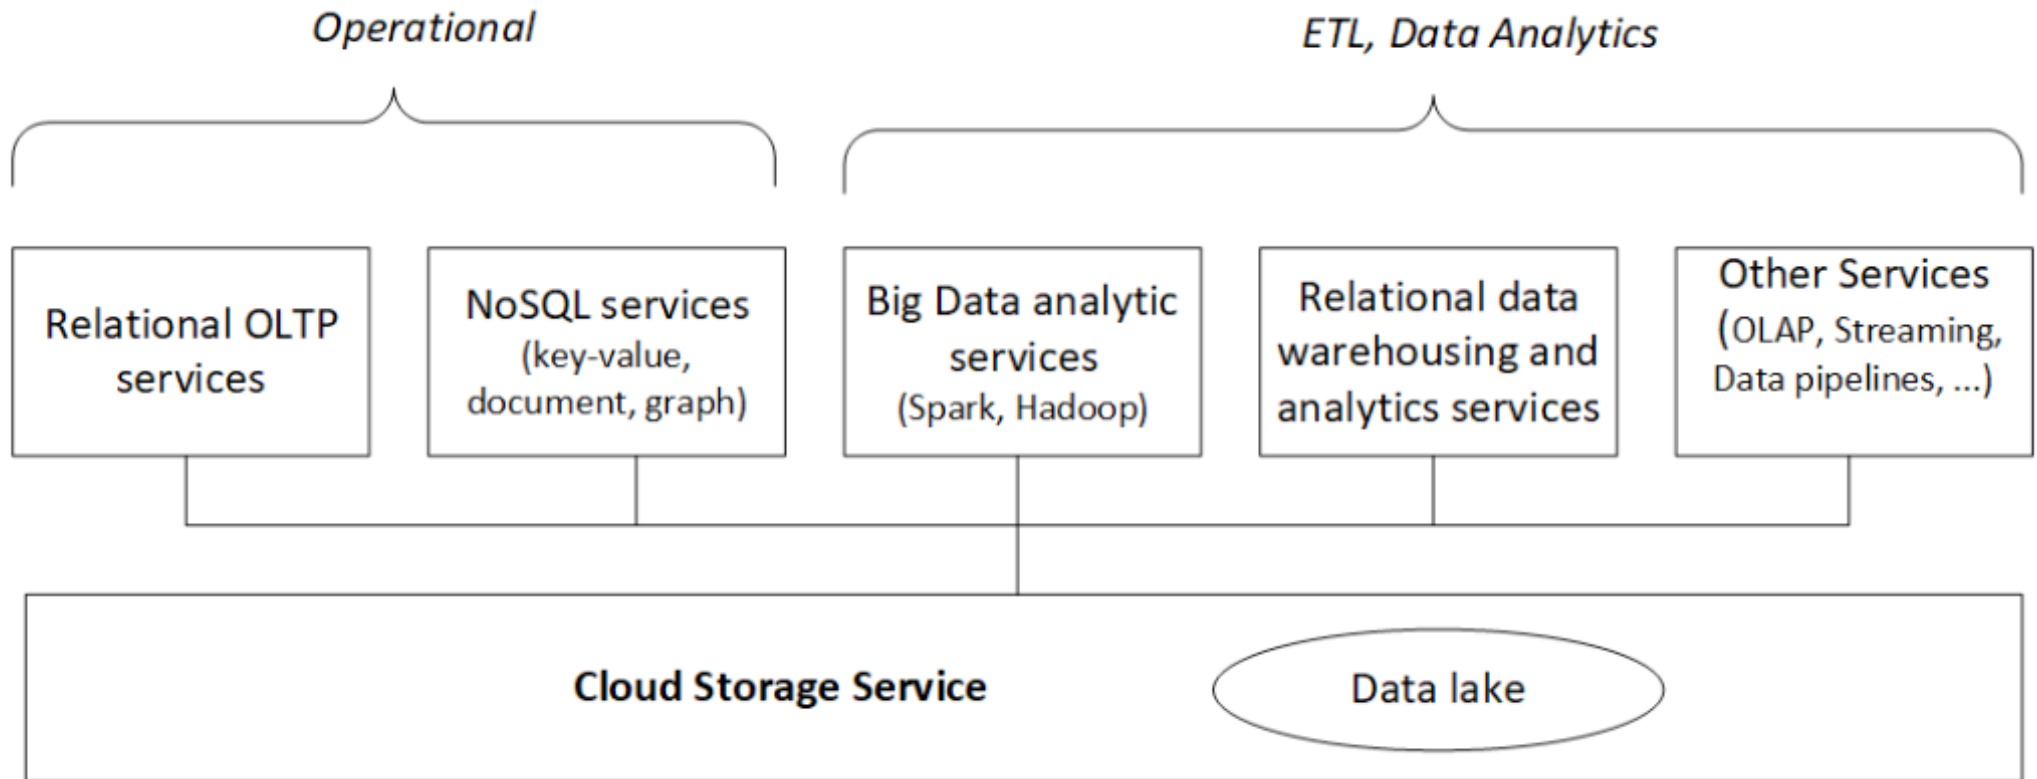 Operational
ETL, Data Analytics
Relational OLTP
services
NoSQL services
(key-value,
document, graph)
Big Data analytic
services
(Spark, Hadoop)
Relational data
warehousing and
analytics services
Other Services
(OLAP, Streaming,
Data pipelines, ...)
Cloud Storage Service
Data lake